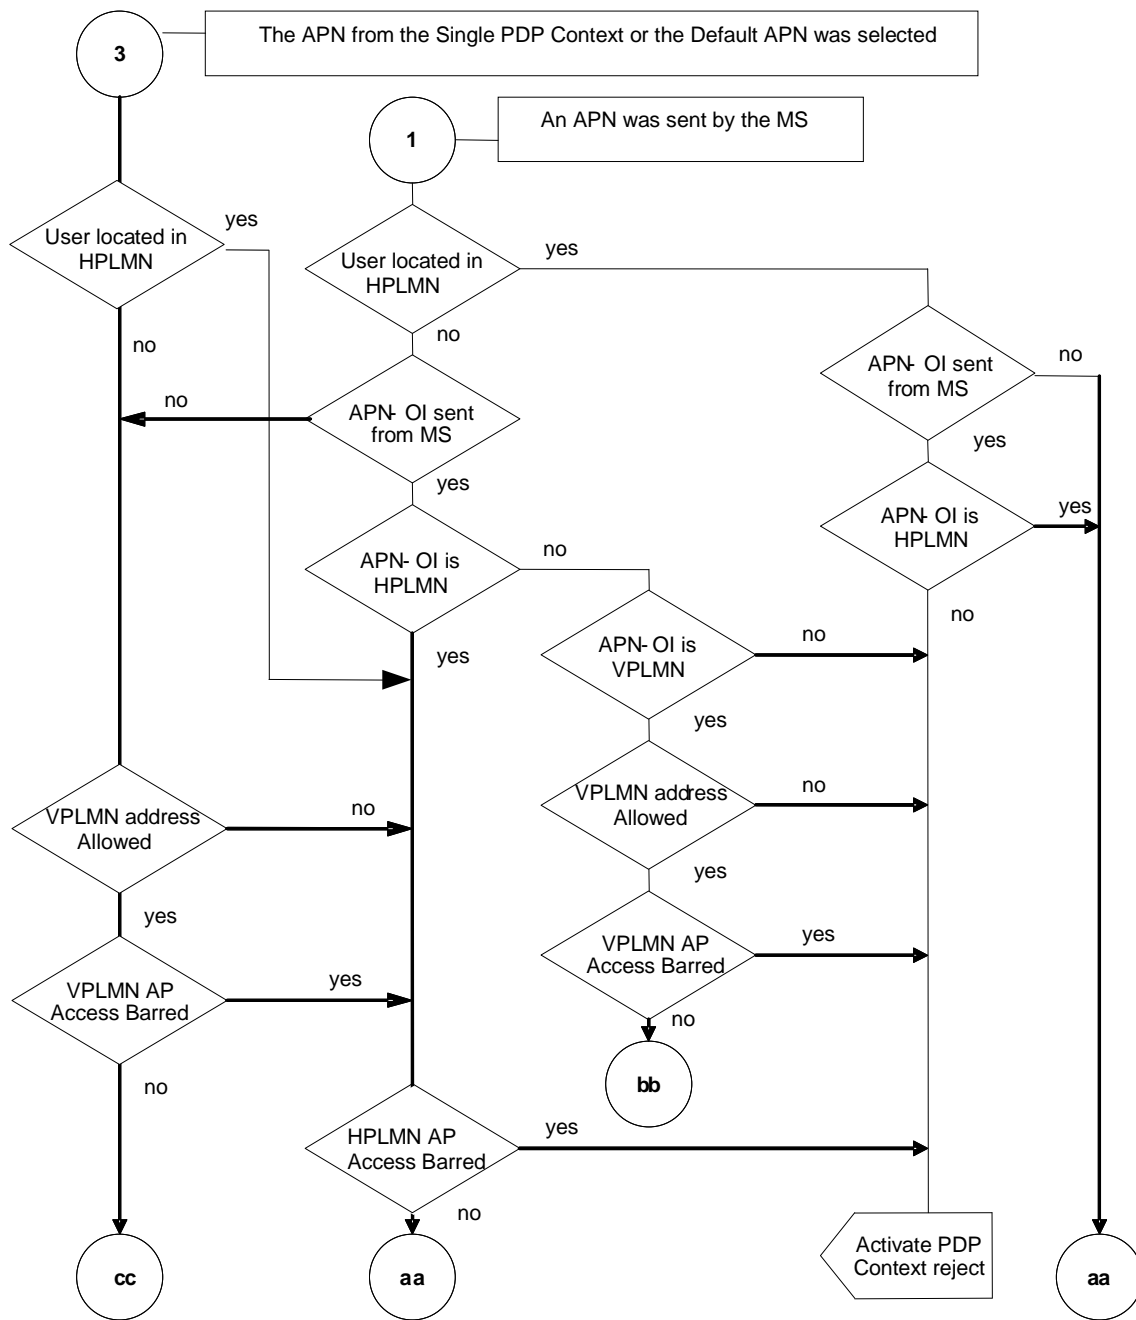 3
The APN from the Single PDP Context or the Default APN was selected
1
An APN was sent by the MS
User located in
HPLMN
yes
no
User located in
HPLMN
yes
no
APN- OI sent
from MS
no
yes
APN- OI sent
from MS
no
yes
APN- OI is
HPLMN
yes
no
APN- OI is
HPLMN
no
yes
APN- OI is
VPLMN
no
yes
VPLMN address
Allowed
no
yes
VPLMN address
Allowed
no
yes
VPLMN AP
Access Barred
yes
no
VPLMN AP
Access Barred
yes
no
bb
HPLMN AP
Access Barred
yes
no
cc
aa
Activate PDP
Context reject
aa